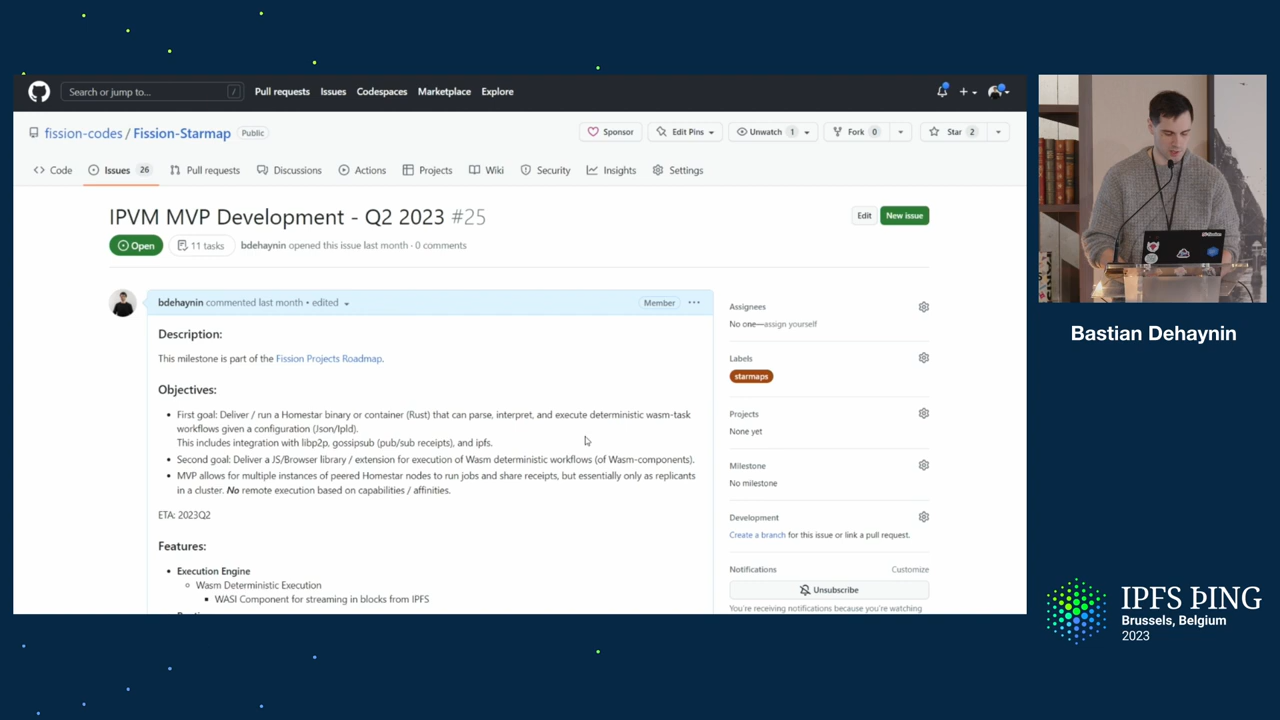 Search or jump to... /
Pull requests Issues Codespaces Marketplace Explore
fission-codes / Fission-Starmap Public
Sponsor Edit Pins Unwatch 1 Fork 0 Star 2
Code Issues 26 Pull requests Discussions Actions Projects Wiki Security Insights Settings
IPVM MVP Development - Q2 2023 #25
Edit New issue
Open 11 tasks bdehaynin opened this issue last month · 0 comments
bdehaynin commented last month • edited
Member
Description:
This milestone is part of the Fission Projects Roadmap.
Objectives:
• First goal: Deliver / run a Homestar binary or container (Rust) that can parse, interpret, and execute deterministic wasm-task
workflows given a configuration (Json/Ipld).
This includes integration with libp2p, gossipsub (pub/sub receipts), and ipfs.
• Second goal: Deliver a JS/Browser library / extension for execution of Wasm deterministic workflows (of Wasm-components).
• MVP allows for multiple instances of peered Homestar nodes to run jobs and share receipts, but essentially only as replicants
in a cluster. No remote execution based on capabilities / affinities.
ETA: 2023Q2
Features:
• Execution Engine
Wasm Deterministic Execution
WASI Component for streaming in blocks from IPFS
Assignees
No one—assign yourself
Labels
starmaps
Projects
None yet
Milestone
No milestone
Development
Create a branch for this issue or link a pull request.
Notifications Customize
Unsubscribe
You're receiving notifications because you're watching
Bastian Dehaynin
IPFS ÞING
Brussels, Belgium
2023